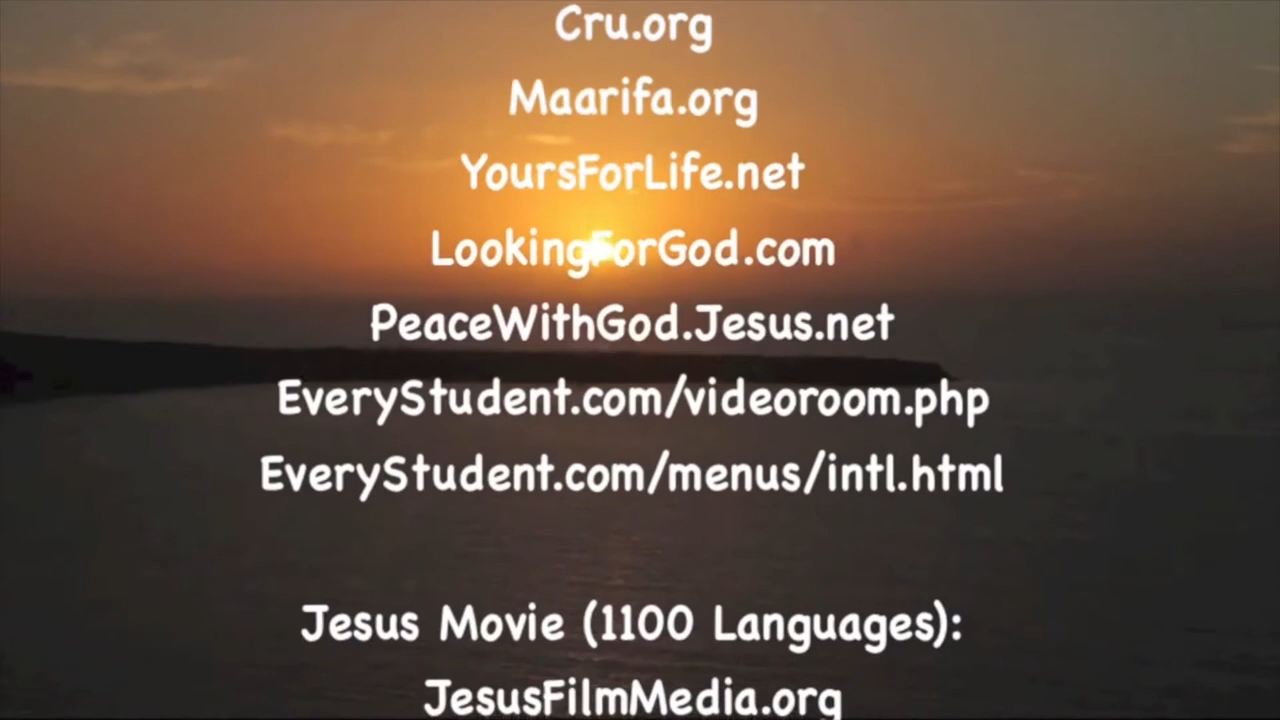 Cru.org
Maarifa.org
YoursForLife.net
LookingForGod.com
PeaceWithGod.Jesus.net
EveryStudent.com/videoroom.php
EveryStudent.com/menus/intl.html
Jesus Movie (1100 Languages):
JesusFilmMedia.org